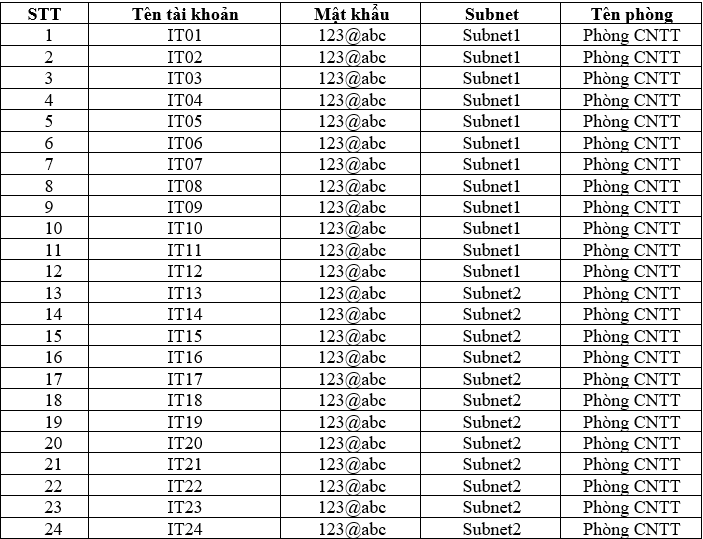 STT Tên tài khoản Mật khẩu Subnet Tên phòng
1 IT01 123@abc Subnet1 Phòng CNTT
2 IT02 123@abc Subnet1 Phòng CNTT
3 IT03 123@abc Subnet1 Phòng CNTT
4 IT04 123@abc Subnet1 Phòng CNTT
5 IT05 123@abc Subnet1 Phòng CNTT
6 IT06 123@abc Subnet1 Phòng CNTT
7 IT07 123@abc Subnet1 Phòng CNTT
8 IT08 123@abc Subnet1 Phòng CNTT
9 IT09 123@abc Subnet1 Phòng CNTT
10 IT10 123@abc Subnet1 Phòng CNTT
11 IT11 123@abc Subnet1 Phòng CNTT
12 IT12 123@abc Subnet1 Phòng CNTT
13 IT13 123@abc Subnet2 Phòng CNTT
14 IT14 123@abc Subnet2 Phòng CNTT
15 IT15 123@abc Subnet2 Phòng CNTT
16 IT16 123@abc Subnet2 Phòng CNTT
17 IT17 123@abc Subnet2 Phòng CNTT
18 IT18 123@abc Subnet2 Phòng CNTT
19 IT19 123@abc Subnet2 Phòng CNTT
20 IT20 123@abc Subnet2 Phòng CNTT
21 IT21 123@abc Subnet2 Phòng CNTT
22 IT22 123@abc Subnet2 Phòng CNTT
23 IT23 123@abc Subnet2 Phòng CNTT
24 IT24 123@abc Subnet2 Phòng CNTT